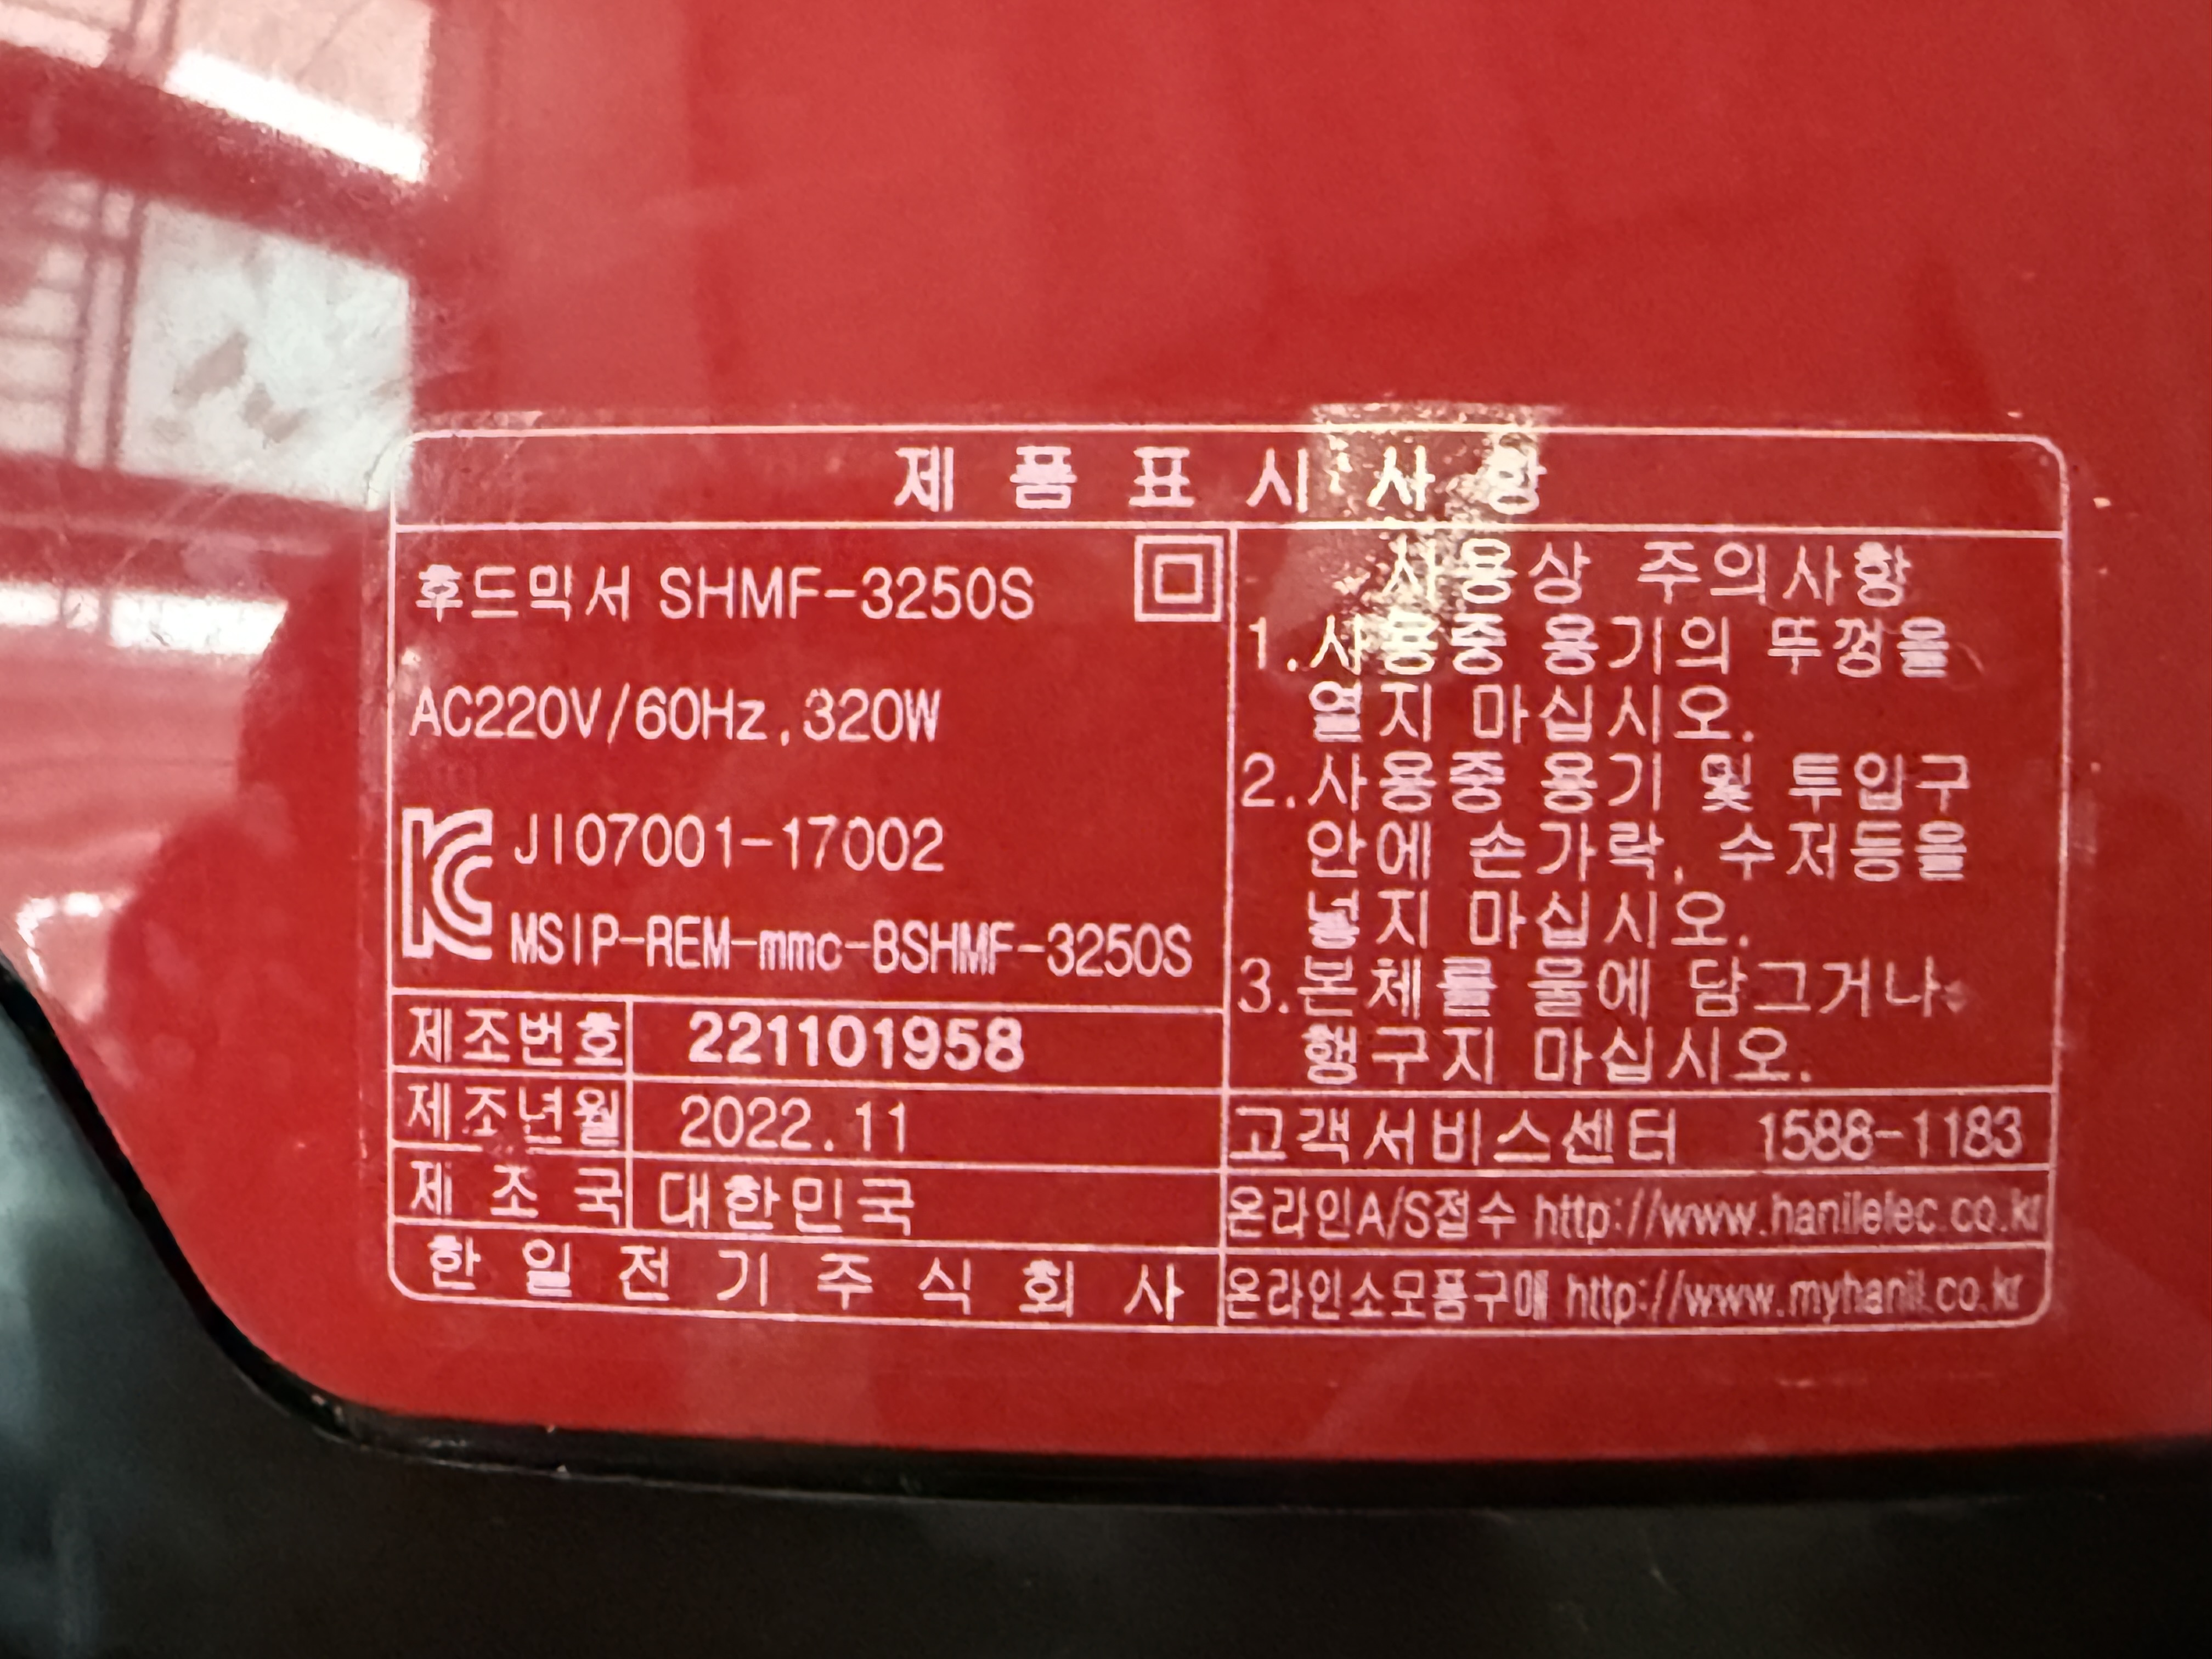 제 품 표 시 사 항
후드믹서 SHMF-3250S
AC220V/60Hz,320W
KC
JI07001-17002
MSIP-REM-mmc-BSHMF-3250S
제조번호 221101958
제조년월 2022.11
제 조 국 대한민국
한 일 전 기 주 식 회 사
사용상 주의사항
1.사용중 용기의 뚜껑을
열지 마십시오.
2.사용중 용기 및 투입구
안에 손가락, 수저등을
넣지 마십시오.
3.본체를 물에 담그거나
행구지 마십시오.
고객서비스센터 1588-1183
온라인A/S접수 http://www.hanilelec.co.kr
온라인소모품구매 http://www.myhanil.co.kr